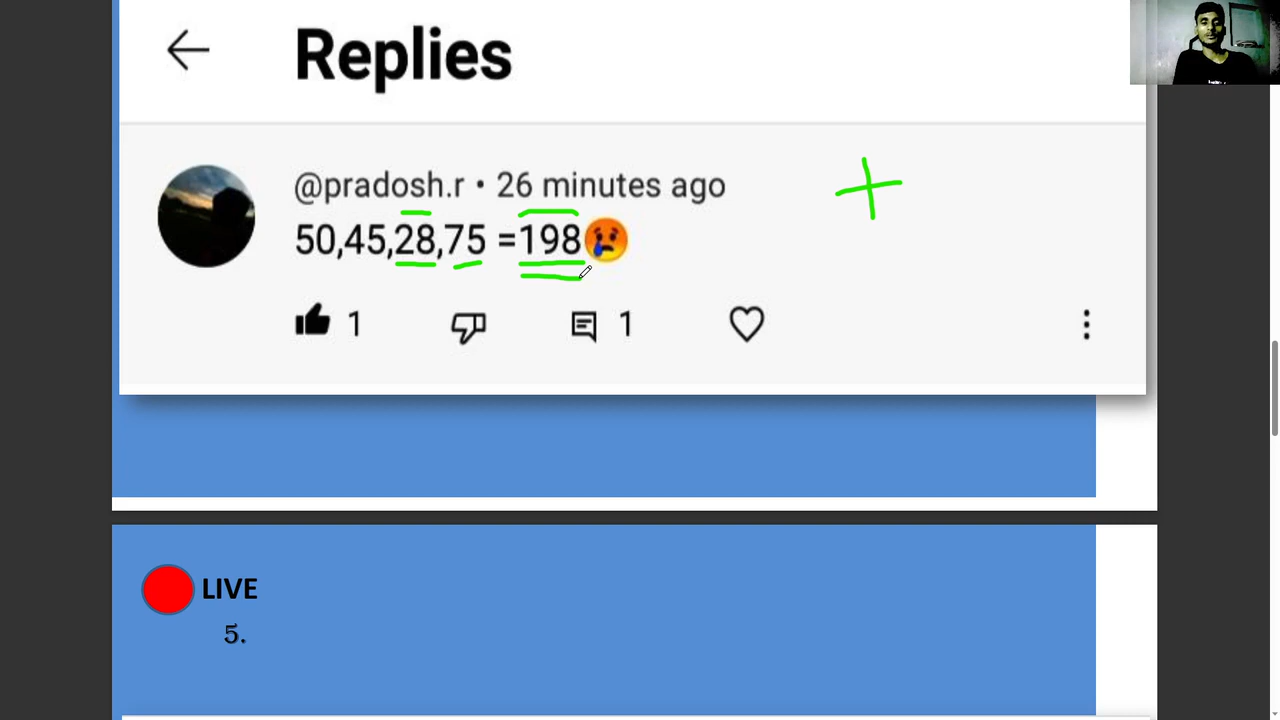 Replies
@pradosh.r • 26 minutes ago
50,45,28,75 =198😢
1
1
LIVE
5.